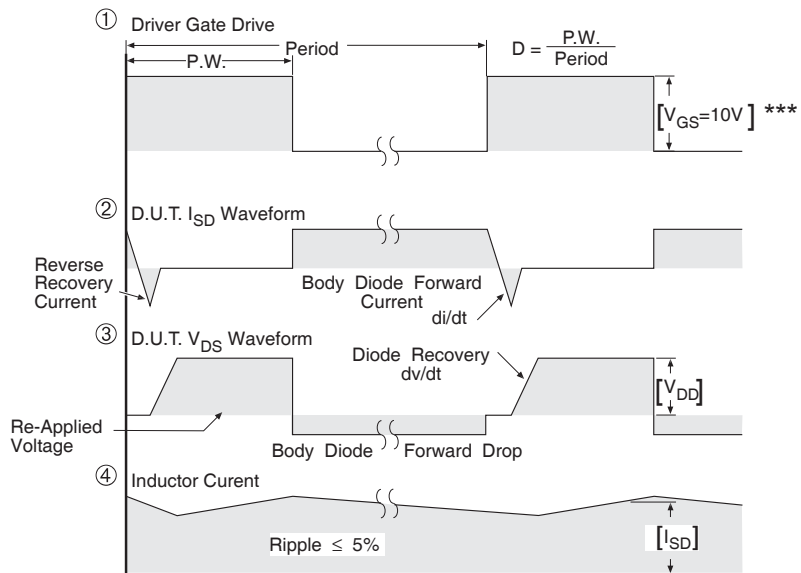 ① Driver Gate Drive
Period
P.W.
D = P.W. / Period
[V_GS=10V] ***
② D.U.T. I_SD Waveform
Reverse
Recovery
Current
Body Diode Forward
Current
di/dt
③ D.U.T. V_DS Waveform
Diode Recovery
dv/dt
[V_DD]
Re-Applied
Voltage
Body Diode Forward Drop
④ Inductor Curent
Ripple ≤ 5%
[I_SD]